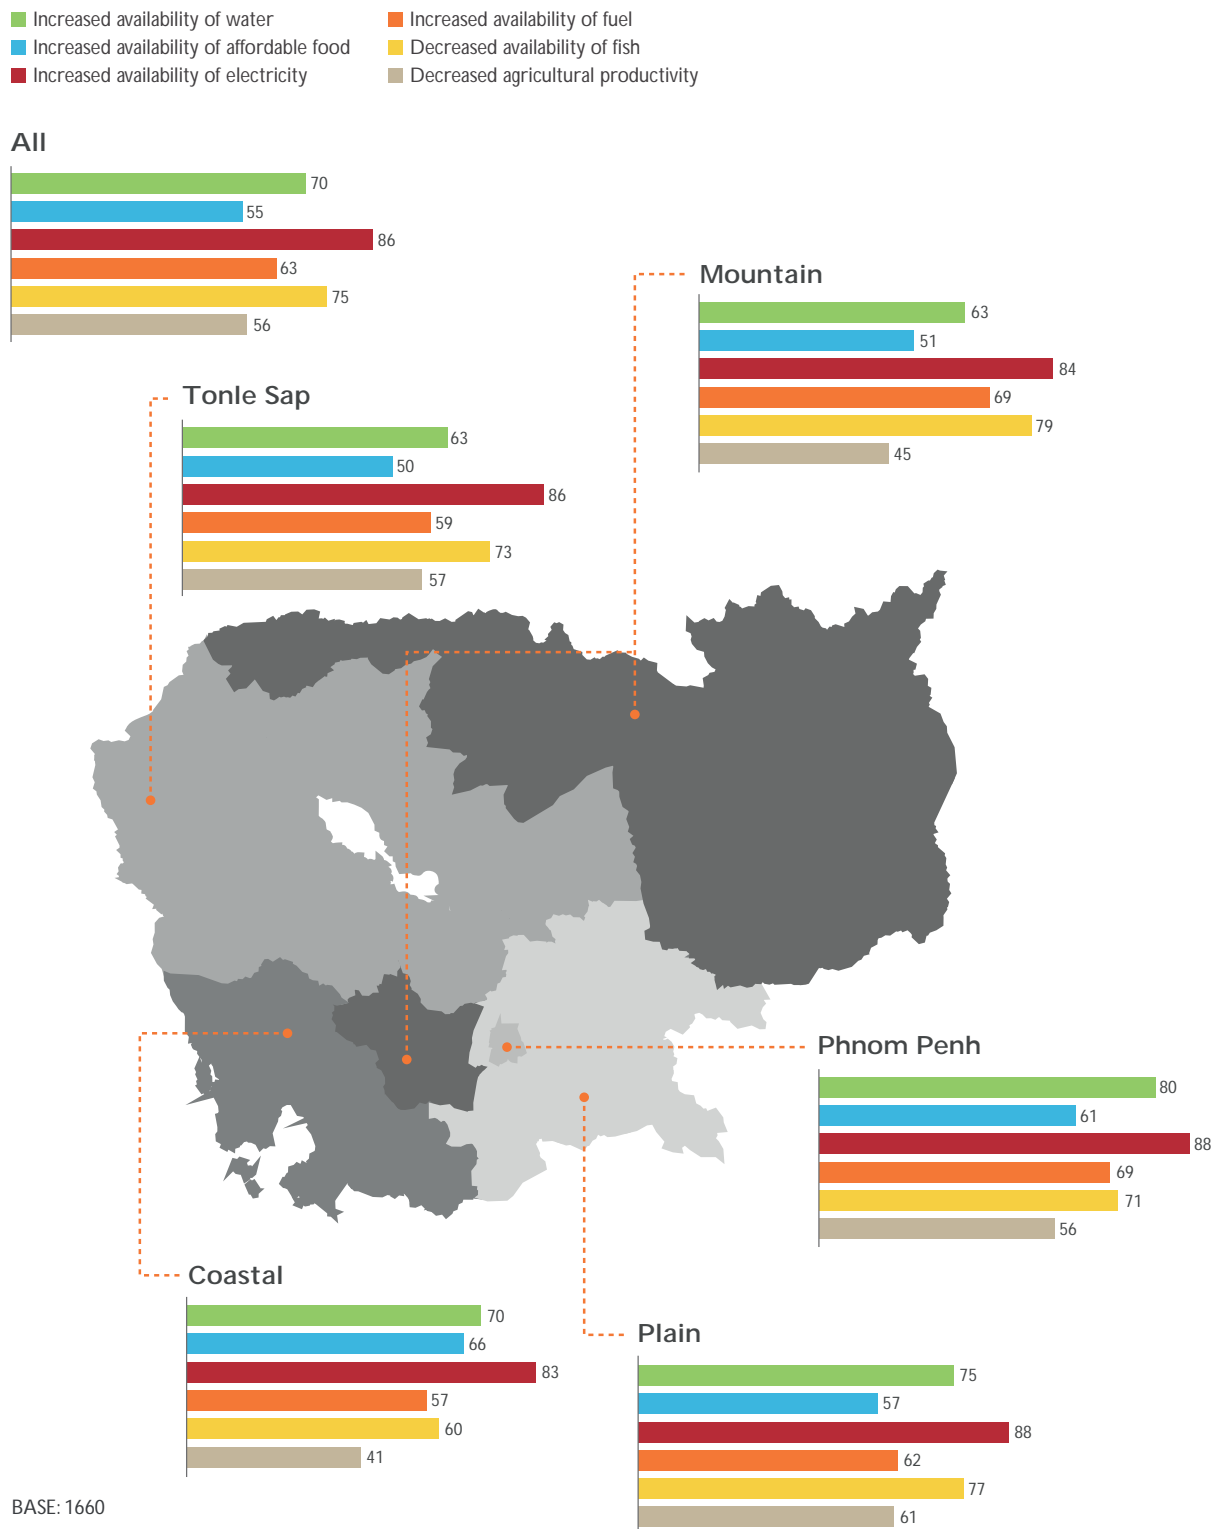 Increased availability of water
Increased availability of affordable food
Increased availability of electricity
Increased availability of fuel
Decreased availability of fish
Decreased agricultural productivity
All
70
55
86
63
75
56
Mountain
63
51
84
69
79
45
Tonle Sap
63
50
86
59
73
57
Phnom Penh
80
61
88
69
71
56
Coastal
70
66
83
57
60
41
Plain
75
57
88
62
77
61
BASE: 1660